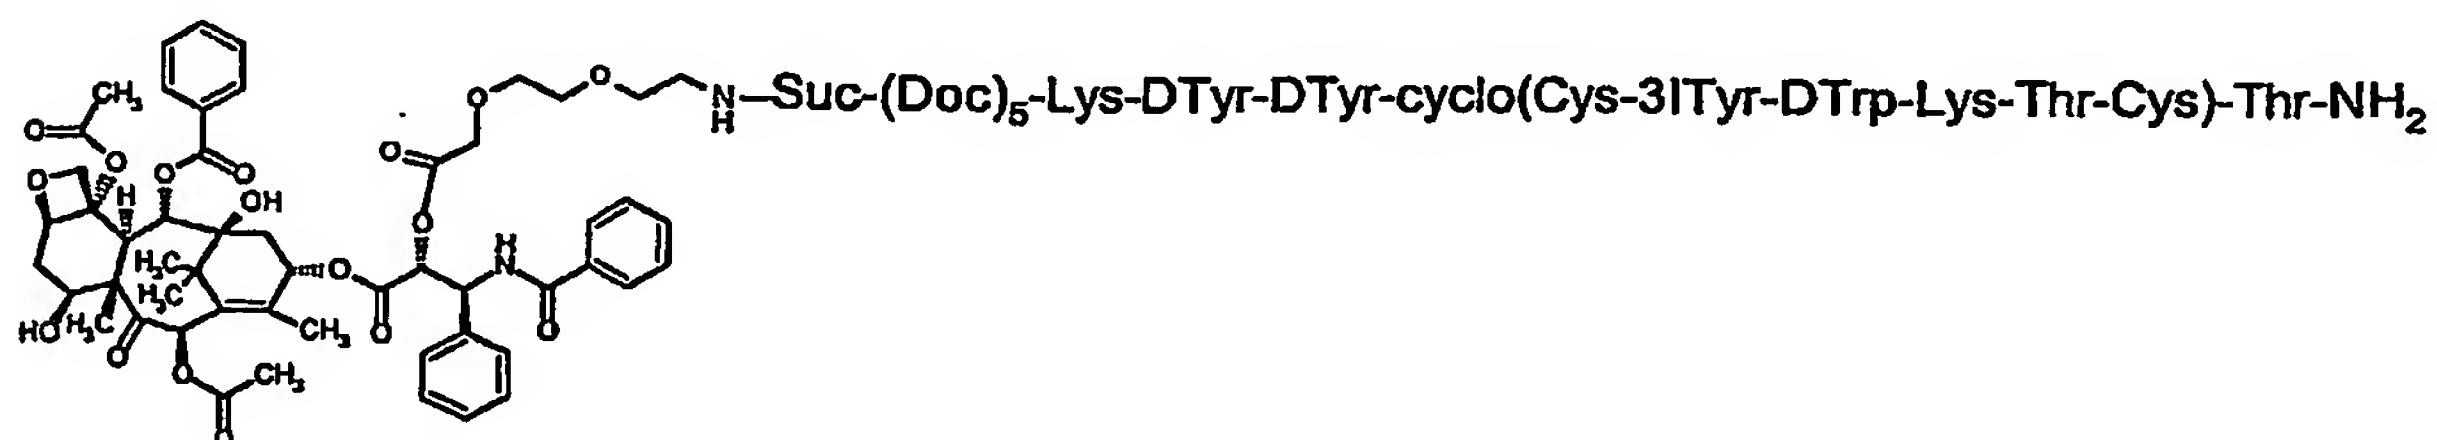 CH3
O
O
O
O
O
O
NH-Suc-(Doc)5-Lys-DTyr-DTyr-cyclo(Cys-3ITyr-DTrp-Lys-Thr-Cys)-Thr-NH2
O
O
H
OH
O
O
H3C
H3C
O
O
H
N
O
HO
H3C
O
CH3
O
CH3
O